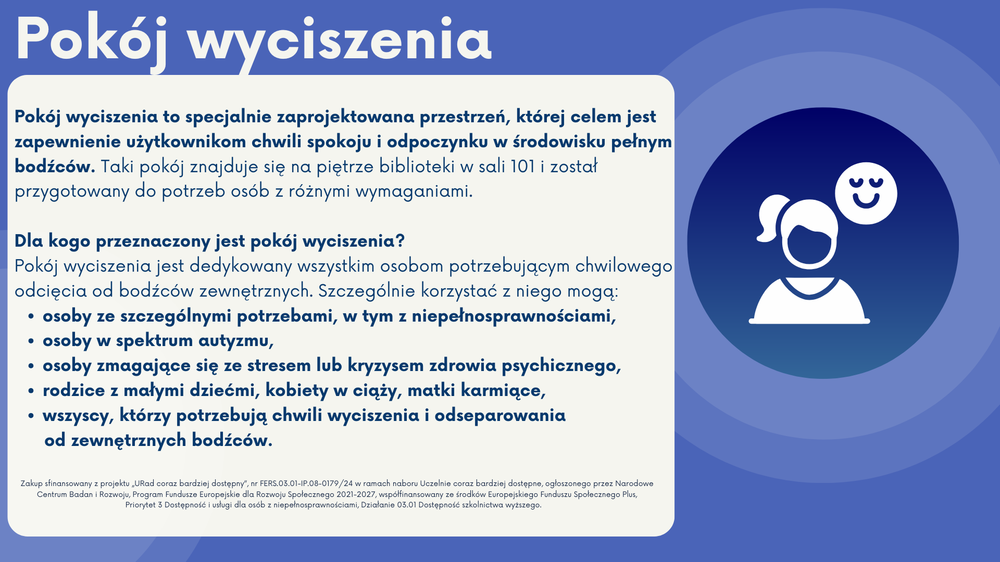 Pokój wyciszenia
Pokój wyciszenia to specjalnie zaprojektowana przestrzeń, której celem jest
zapewnienie użytkownikom chwili spokoju i odpoczynku w środowisku pełnym
bodźców. Taki pokój znajduje się na piętrze biblioteki w sali 101 i został
przygotowany do potrzeb osób z różnymi wymaganiami.
Dla kogo przeznaczony jest pokój wyciszenia?
Pokój wyciszenia jest dedykowany wszystkim osobom potrzebującym chwilowego
odcięcia od bodźców zewnętrznych. Szczególnie korzystać z niego mogą:
• osoby ze szczególnymi potrzebami, w tym z niepełnosprawnościami,
• osoby w spektrum autyzmu,
• osoby zmagające się ze stresem lub kryzysem zdrowia psychicznego,
• rodzice z małymi dziećmi, kobiety w ciąży, matki karmiące,
• wszyscy, którzy potrzebują chwili wyciszenia i odseparowania
od zewnętrznych bodźców.
Zakup sfinansowany z projektu „URad coraz bardziej dostępny”, nr FERS.03.01-IP.08-0179/24 w ramach naboru Uczelnie coraz bardziej dostępne, ogłoszonego przez Narodowe
Centrum Badan i Rozwoju, Program Fundusze Europejskie dla Rozwoju Społecznego 2021-2027, współfinansowany ze środków Europejskiego Funduszu Społecznego Plus,
Priorytet 3 Dostępność i usługi dla osób z niepełnosprawnościami, Działanie 03.01 Dostępność szkolnictwa wyższego.